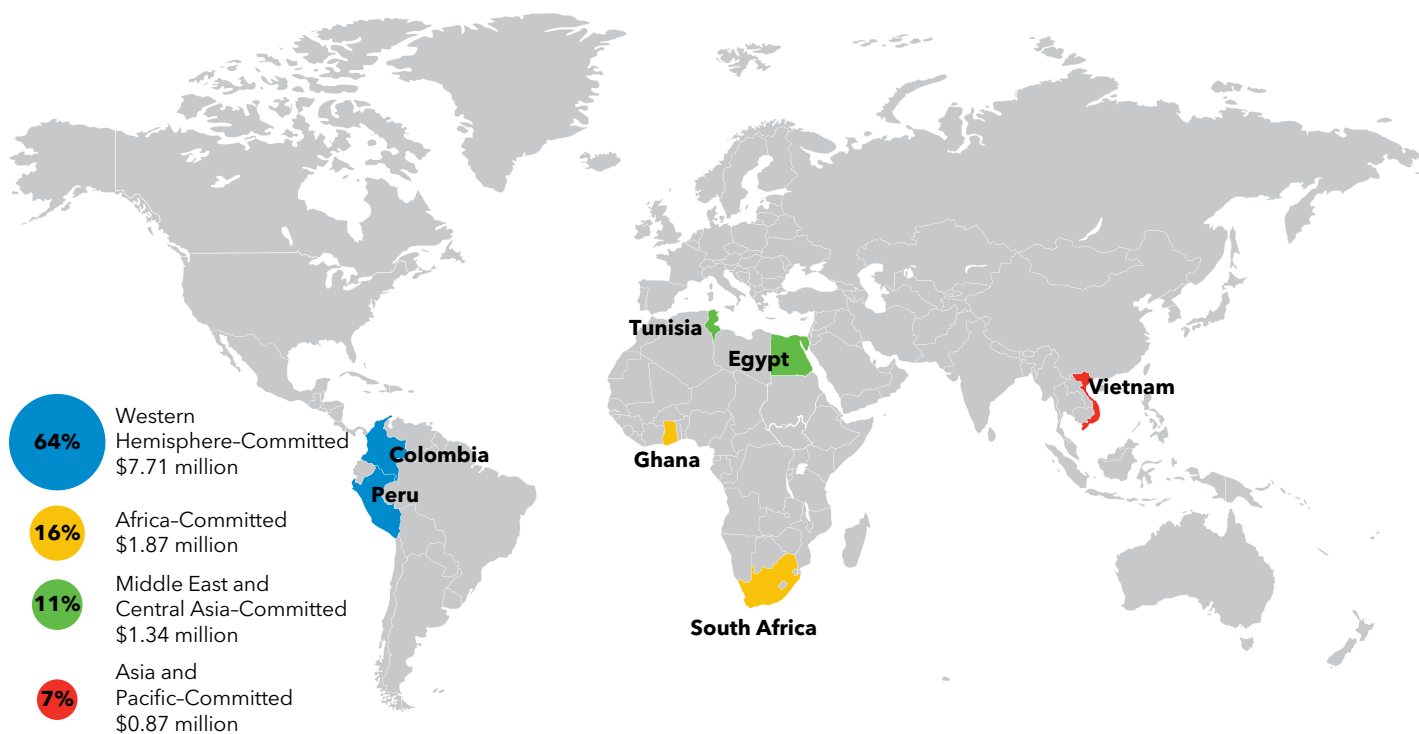 Tunisia
Egypt
Vietnam
Ghana
Colombia
Peru
South Africa
64%
Western
Hemisphere–Committed
$7.71 million
16%
Africa–Committed
$1.87 million
11%
Middle East and
Central Asia–Committed
$1.34 million
7%
Asia and
Pacific–Committed
$0.87 million